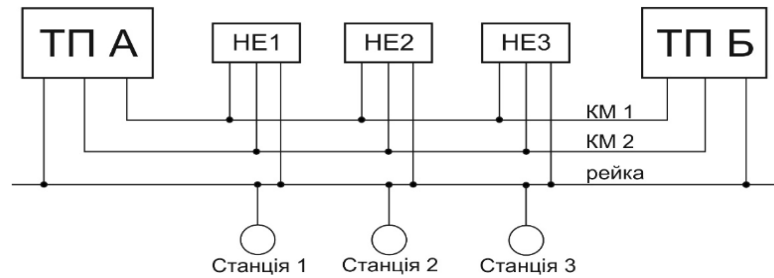 ТП А
НЕ1
НЕ2
НЕ3
ТП Б
КМ 1
КМ 2
рейка
Станція 1
Станція 2
Станція 3